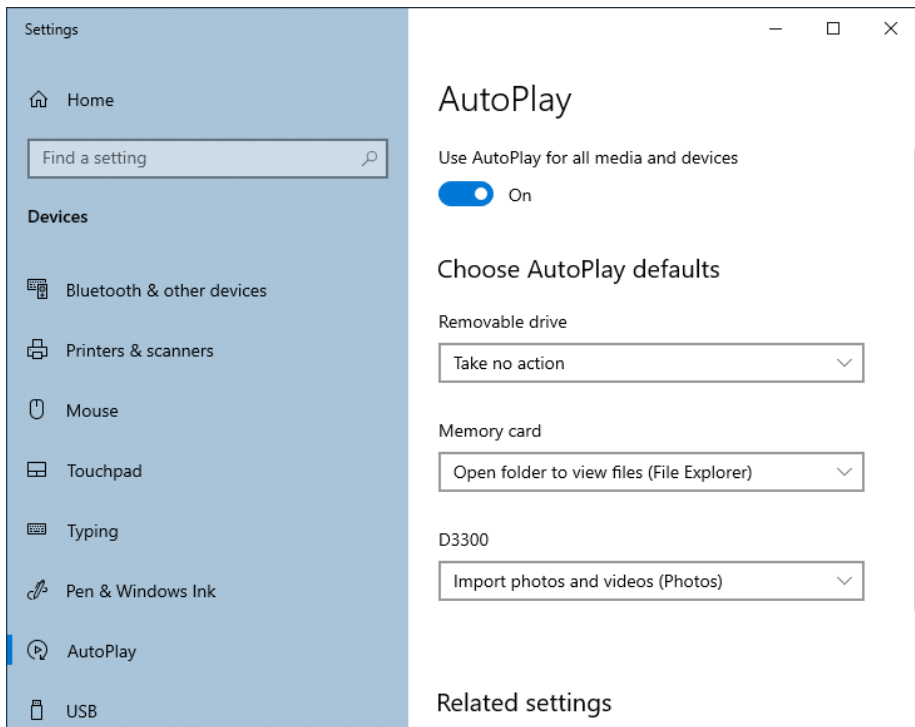 Settings
Home
Find a setting
Devices
Bluetooth & other devices
Printers & scanners
Mouse
Touchpad
Typing
Pen & Windows Ink
AutoPlay
USB
AutoPlay
Use AutoPlay for all media and devices
On
Choose AutoPlay defaults
Removable drive
Take no action
Memory card
Open folder to view files (File Explorer)
D3300
Import photos and videos (Photos)
Related settings